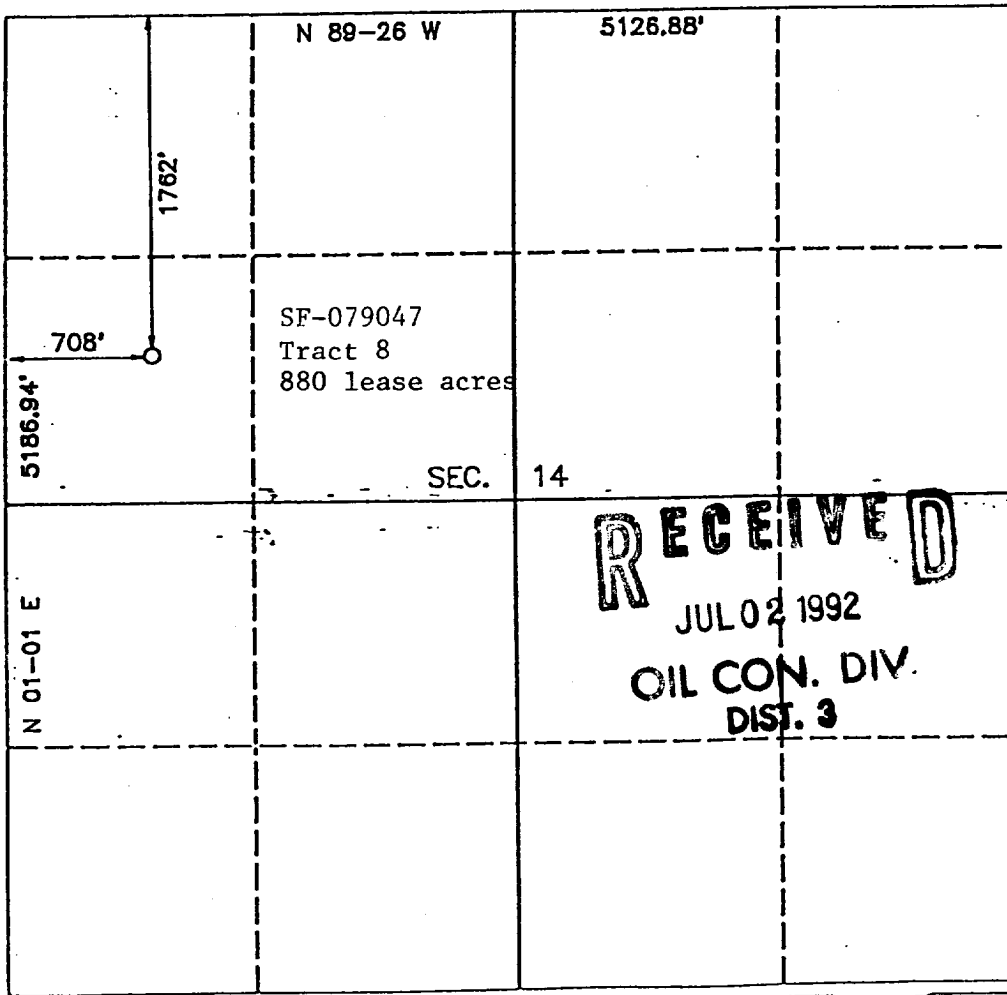 N 89-26 W 5126.88'
1762'
SF-079047
Tract 8
880 lease acres
708'
5186.94'
SEC. 14
RECEIVED
JUL 02 1992
OIL CON. DIV.
DIST. 3
N 01-01 E